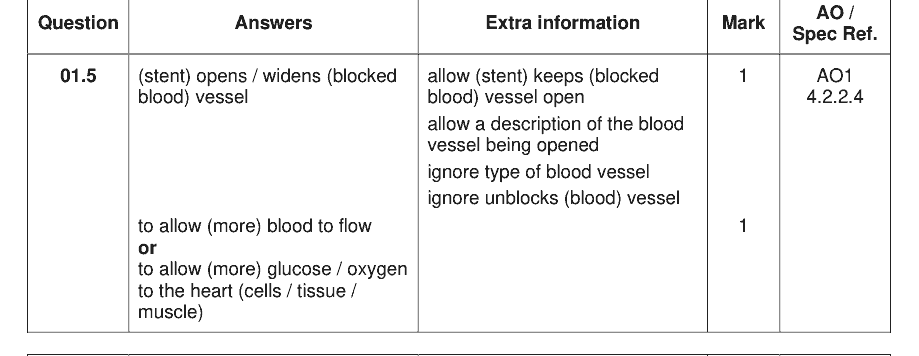 Question Answers Extra information Mark AO /
Spec Ref.
01.5 (stent) opens / widens (blocked allow (stent) keeps (blocked 1 AO1
blood) vessel blood) vessel open 4.2.2.4
allow a description of the blood
vessel being opened
ignore type of blood vessel
ignore unblocks (blood) vessel
to allow (more) blood to flow 1
or
to allow (more) glucose / oxygen
to the heart (cells / tissue /
muscle)